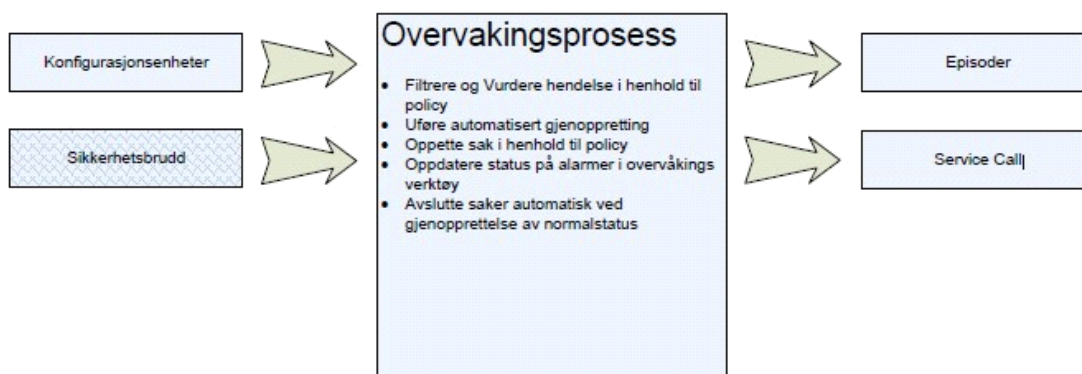 Konfigurasjonsenheter
Sikkerhetsbrudd
Overvakingsprosess
• Filtrere og Vurdere hendelse i henhold til
policy
• Uføre automatisert gjenoppretting
• Oppette sak i henhold til policy
• Oppdatere status på alarmer i overvåkings
verktøy
• Avslutte saker automatisk ved
gjenopprettelse av normalstatus
Episoder
Service Call